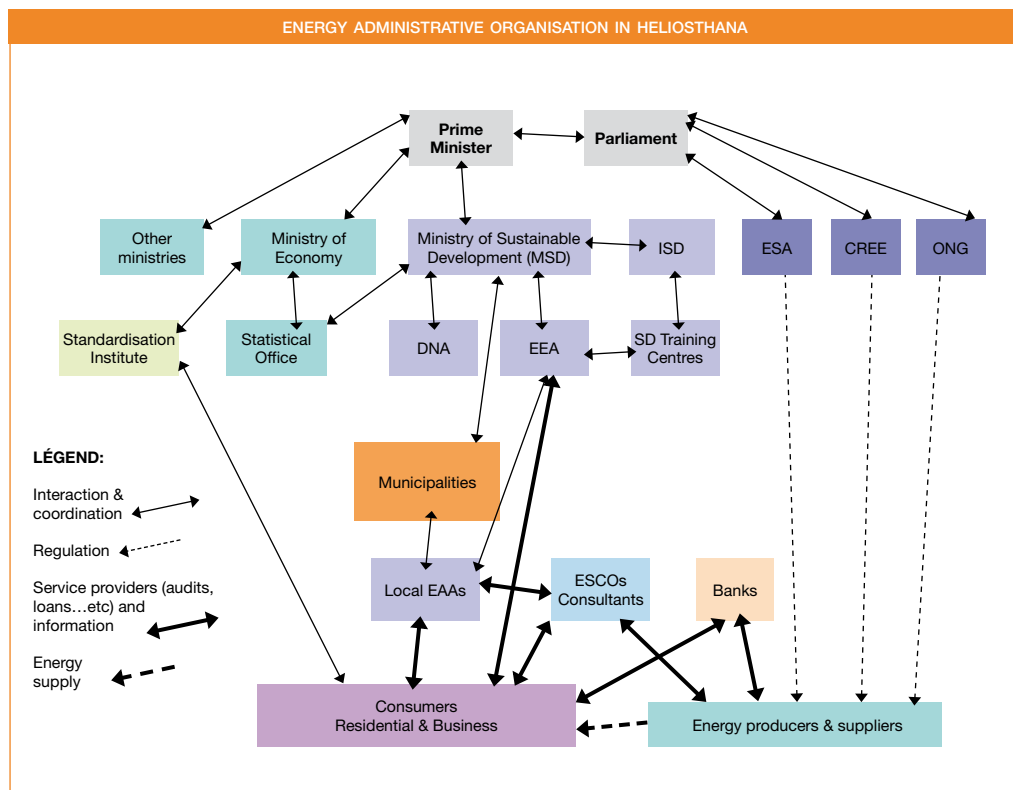 ENERGY ADMINISTRATIVE ORGANISATION IN HELIOSTHANA
Prime
Minister
Parliament
Other
ministries
Ministry of
Economy
Ministry of Sustainable
Development (MSD)
ISD
ESA
CREE
ONG
Standardisation
Institute
Statistical
Office
DNA
EEA
SD Training
Centres
Municipalities
LÉGEND:
Interaction &
coordination
Regulation
Service providers (audits,
loans...etc) and
information
Energy
supply
Local EAAs
ESCOs
Consultants
Banks
Consumers
Residential & Business
Energy producers & suppliers